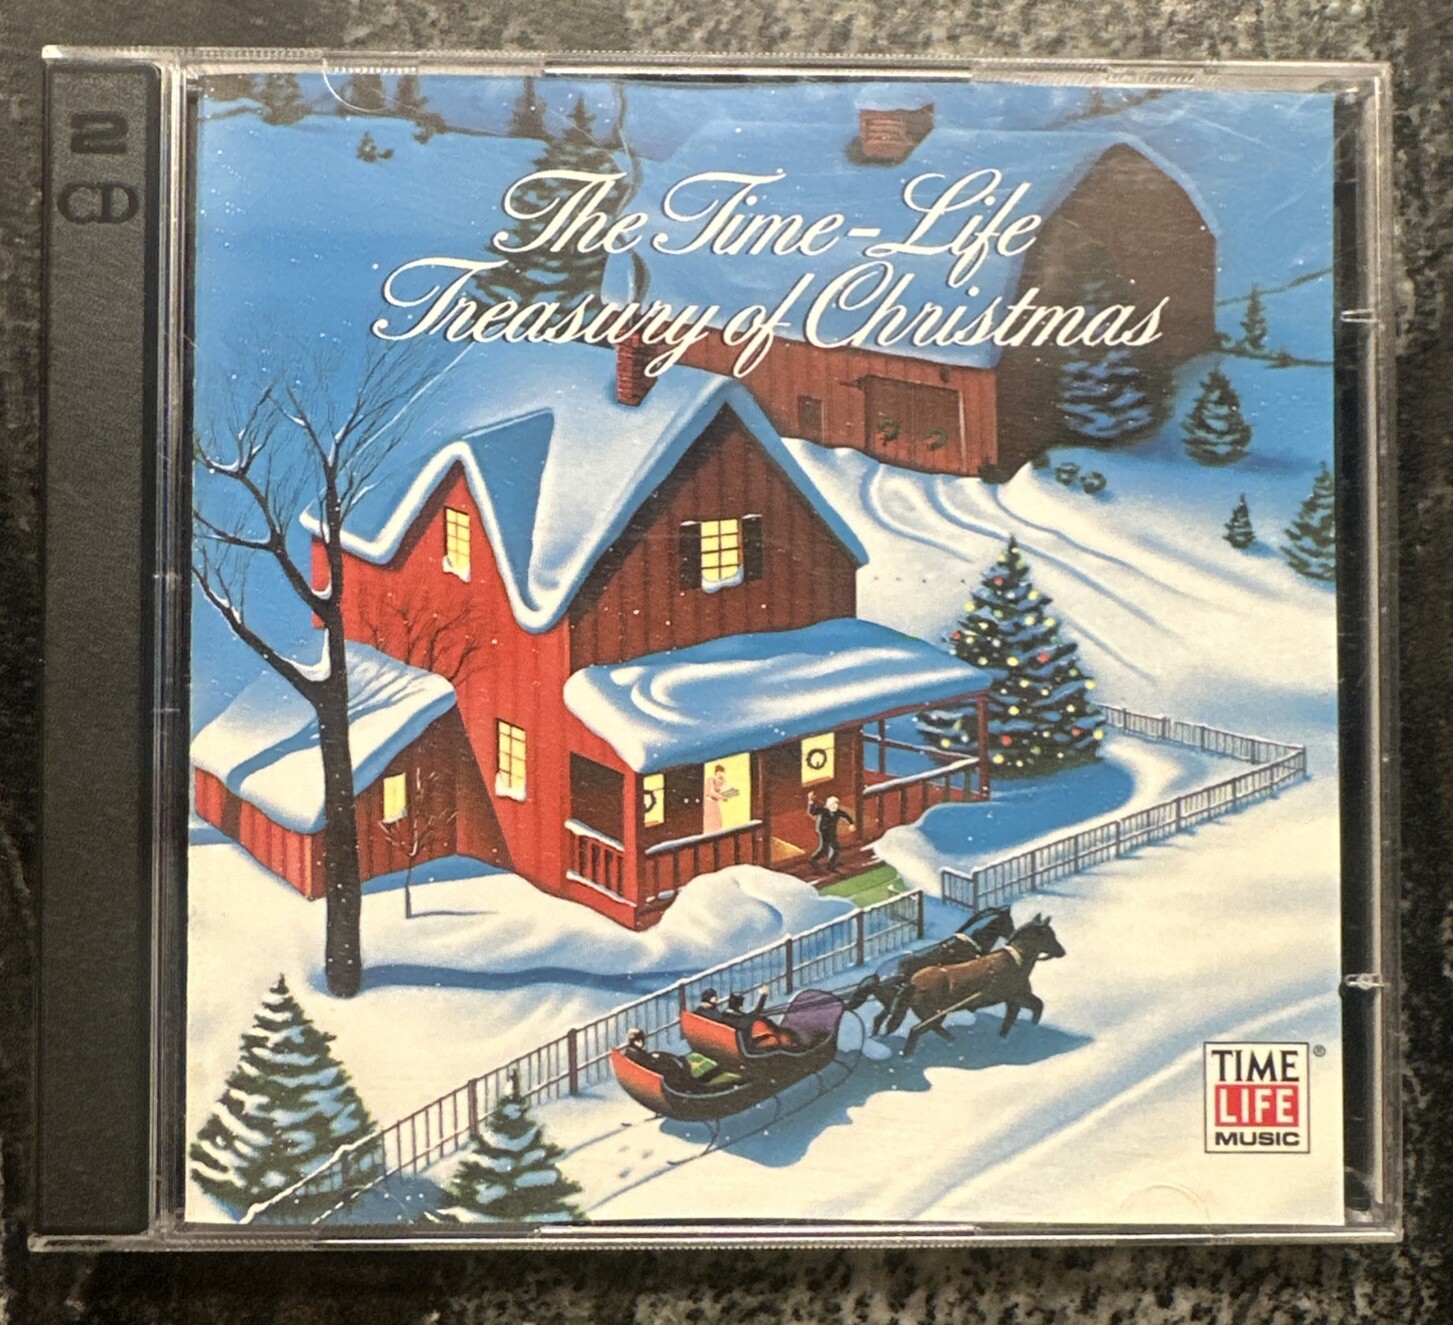 2
CD
The Time-Life
Treasury of Christmas
TIME ®
LIFE
MUSIC